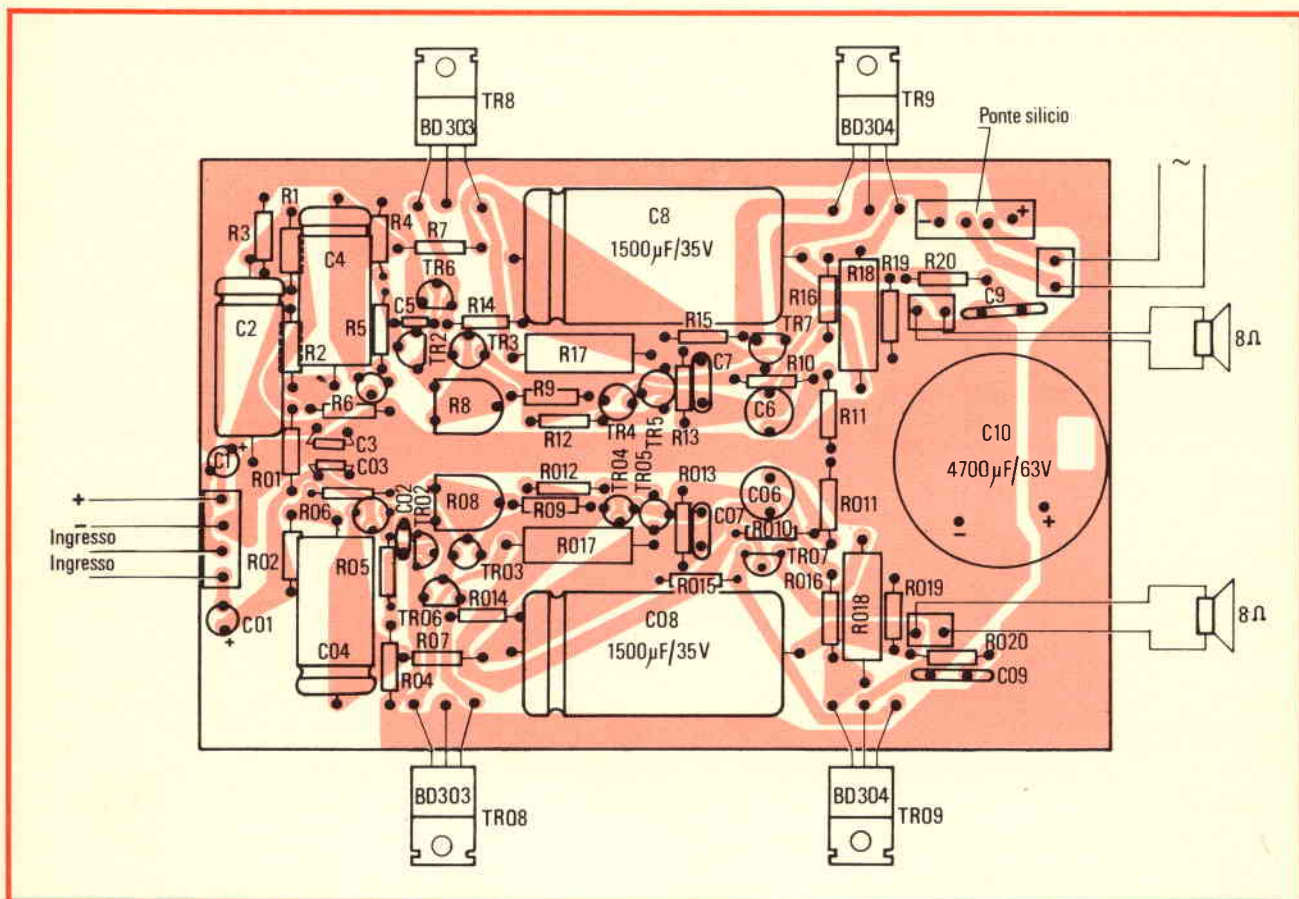 TR8
BD303
TR9
BD304
Ponte silicio
~
R3
R1
C4
R4
R7
C8
1500µF/35V
- +
R18
R19
R20
R16
C9
TR6
C5
R14
C2
R5
TR2
TR3
R15
TR7
8Ω
R2
R17
C7
R10
R6
R8
R9
C6
R11
TR4
TR5
R12
R13
C10
4700µF/63V
C1
+
R01
C3
C03
TR04
TR05
R012
R013
+
-
Ingresso
Ingresso
R06
C02
TR02
R08
R09
C06
R011
C07
R010
- +
R02
R05
R017
TR03
TR07
R015
R016
R018
R019
8Ω
C01
+
TR06
R014
C04
R07
C08
1500µF/35V
R020
R04
C09
BD303
TR08
BD304
TR09